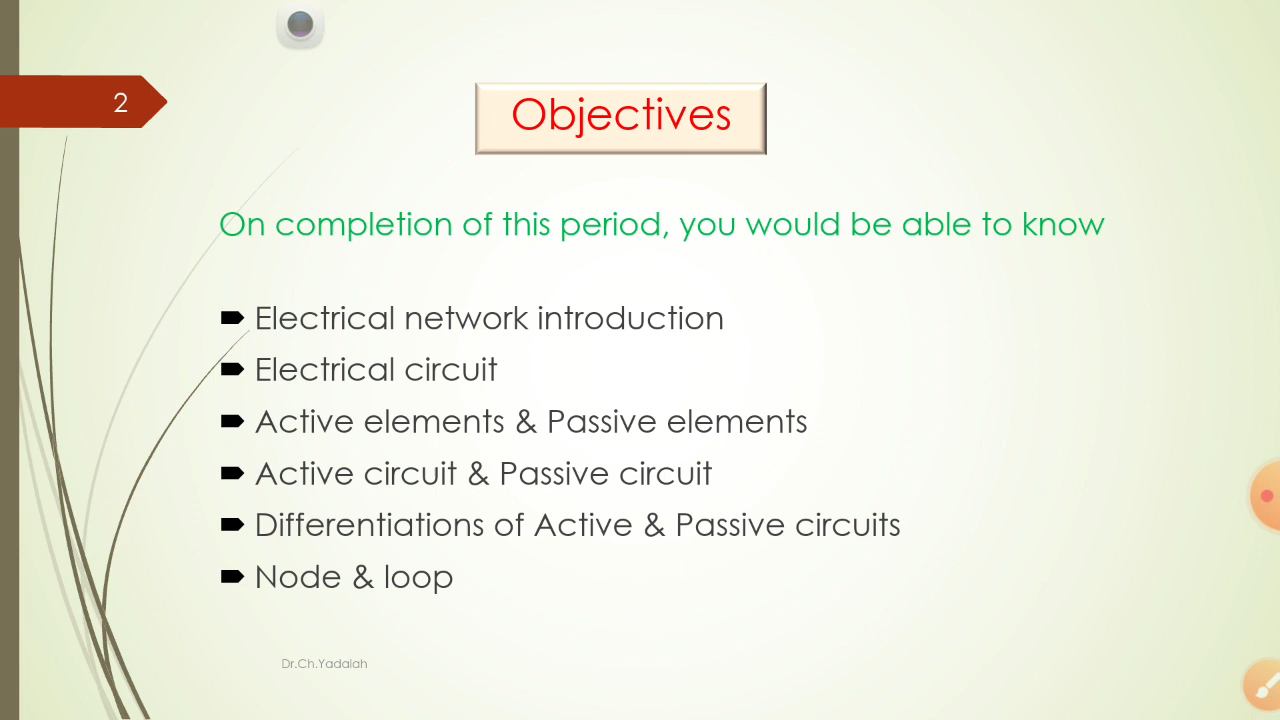 2
Objectives
On completion of this period, you would be able to know
Electrical network introduction
Electrical circuit
Active elements & Passive elements
Active circuit & Passive circuit
Differentiations of Active & Passive circuits
Node & loop
Dr.Ch.Yadaiah